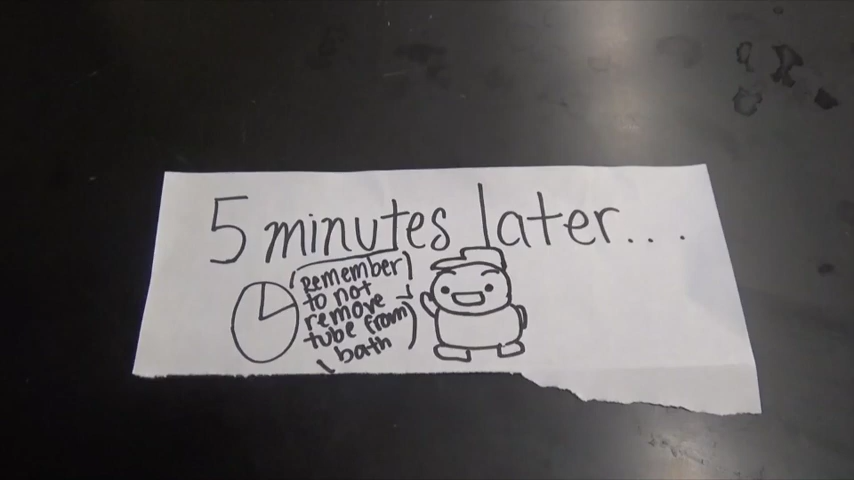 5 minutes later...
Remember
to not
remove
tube from
bath